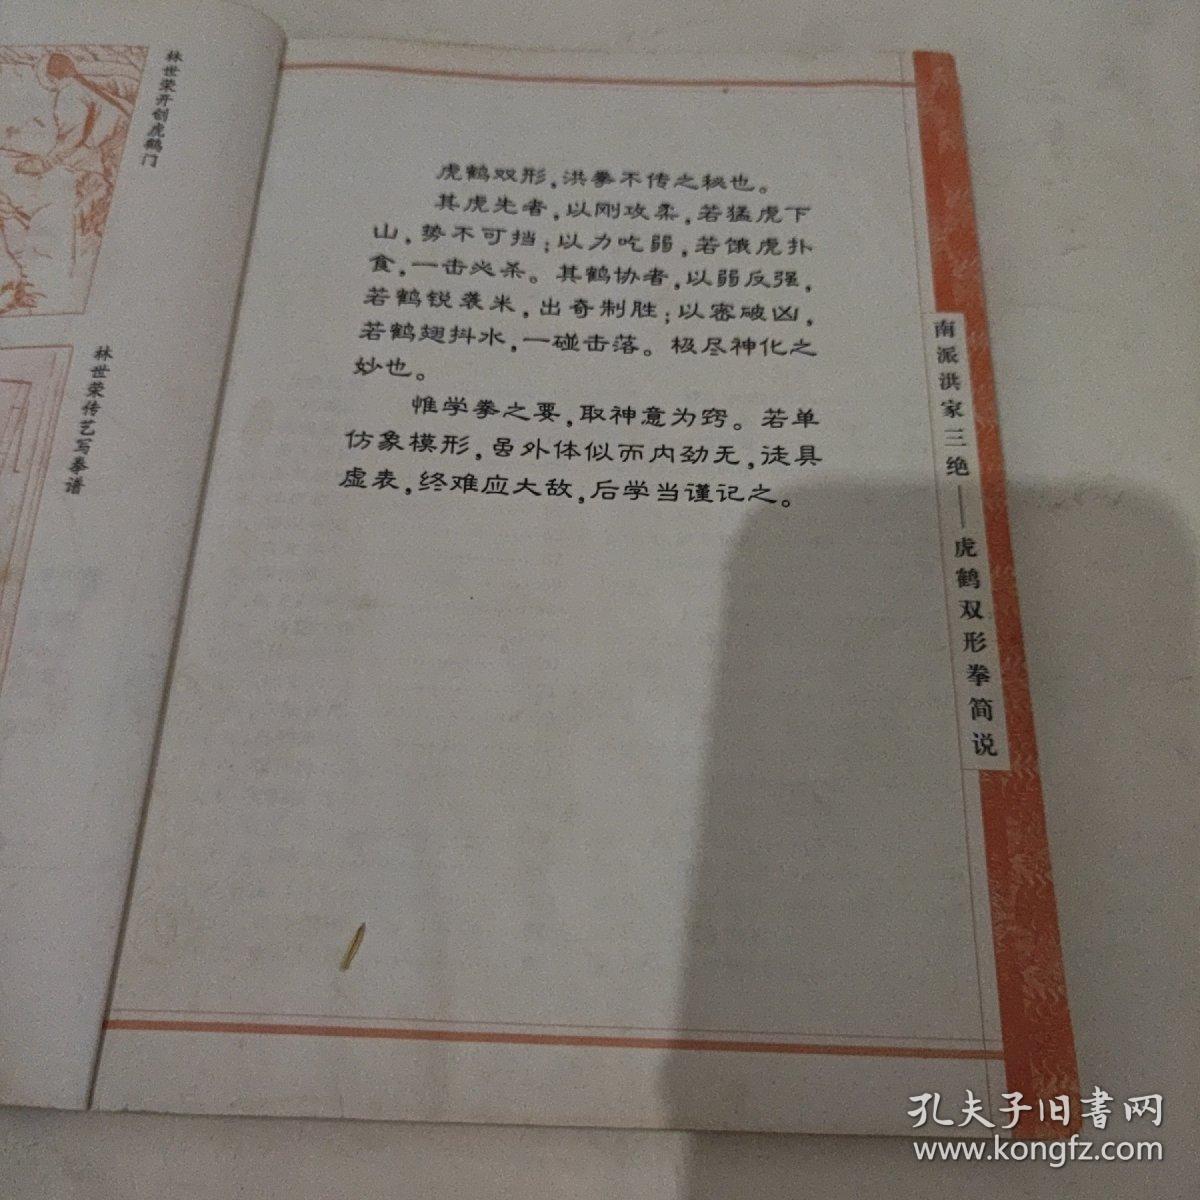 林世荣开创虎鹤门
林世荣传艺写拳谱
虎鹤双形，洪拳不传之秘也。
其虎先者，以刚攻柔，若猛虎下
山，势不可挡；以力吃弱，若饿虎扑
食，一击必杀。其鹤协者，以弱反强，
若鹤锐袭米，出奇制胜；以密破凶，
若鹤翅抖水，一碰击落。极尽神化之
妙也。
惟学拳之要，取神意为窍。若单
仿象模形，虽外体似而内劲无，徒具
虚表，终难应大敌，后学当谨记之。
南派洪家三绝——虎鹤双形拳简说
孔夫子旧書网
www.kongfz.com